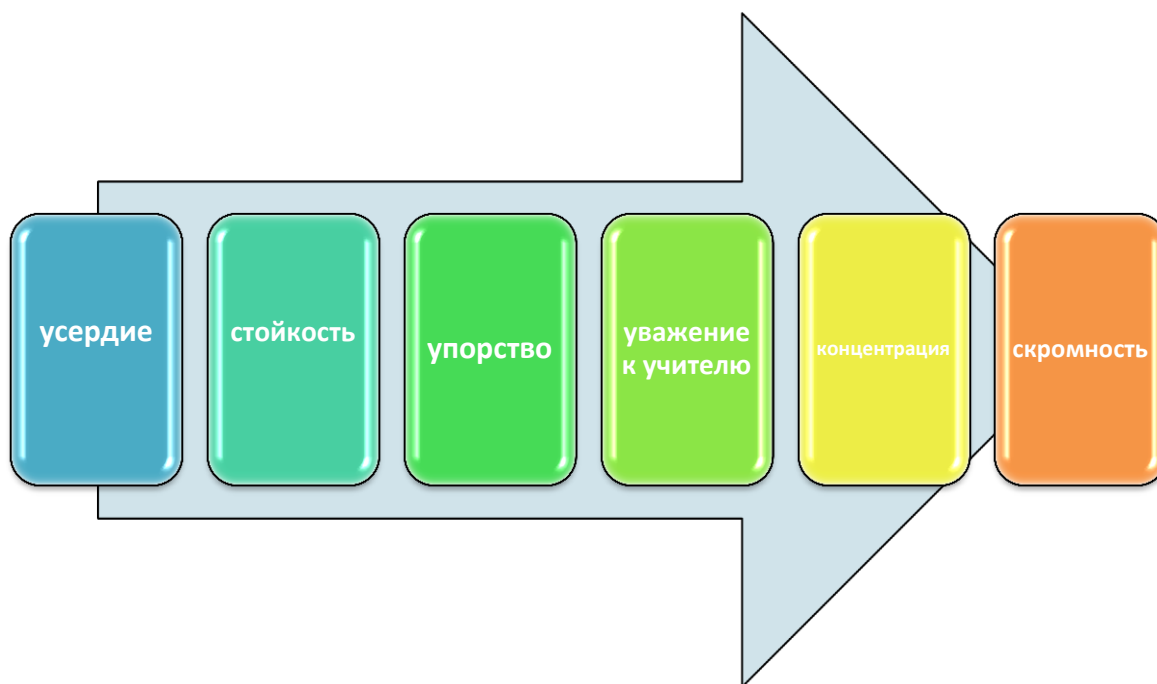 усердие
стойкость
упорство
уважение
к учителю
концентрация
скромность